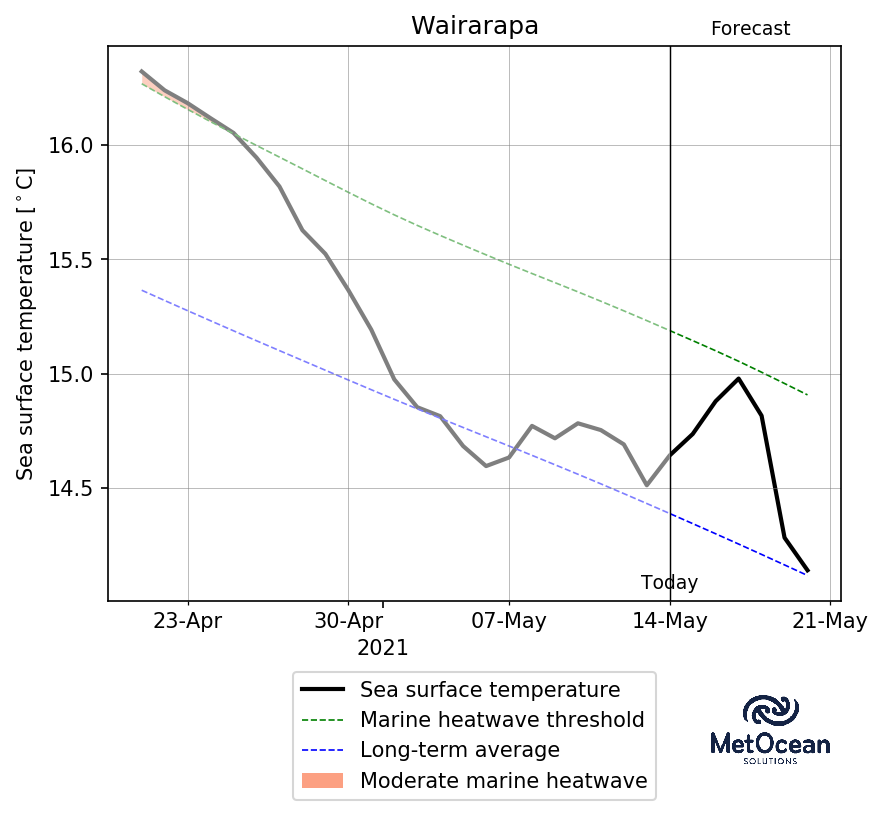 Wairarapa
Forecast
Sea surface temperature [°C]
16.0
15.5
15.0
14.5
Today
23-Apr
30-Apr
07-May
14-May
21-May
2021
Sea surface temperature
Marine heatwave threshold
Long-term average
Moderate marine heatwave
MetOcean
SOLUTIONS